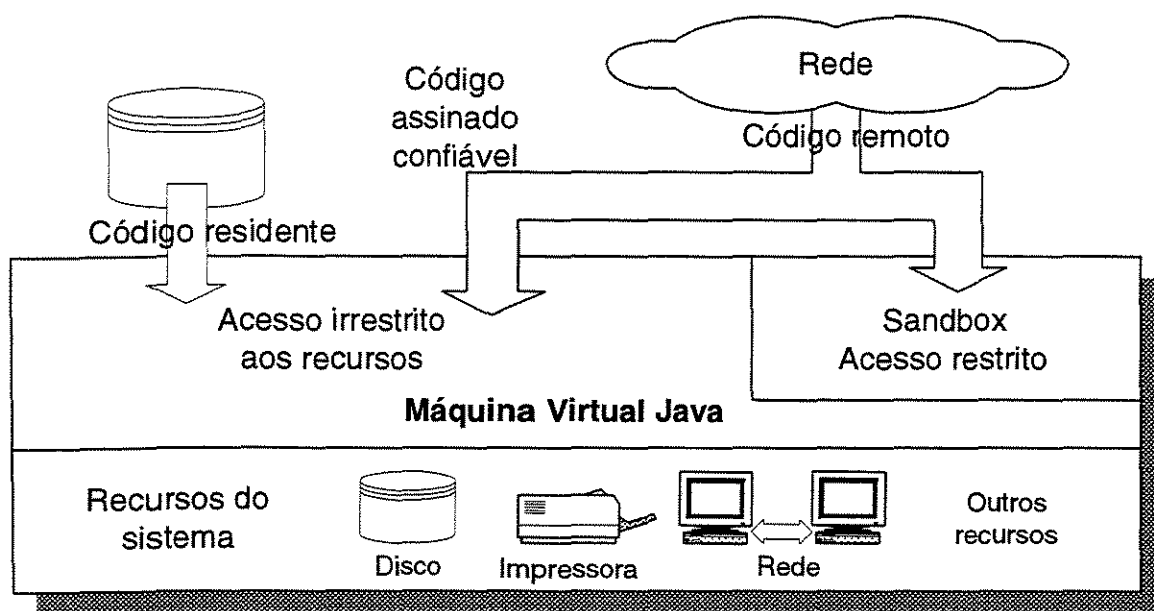 Rede
Código
assinado
confiável
Código remoto
Código residente
Acesso irrestrito
aos recursos
Sandbox
Acesso restrito
Máquina Virtual Java
Recursos do
sistema
Disco
Impressora
Rede
Outros
recursos